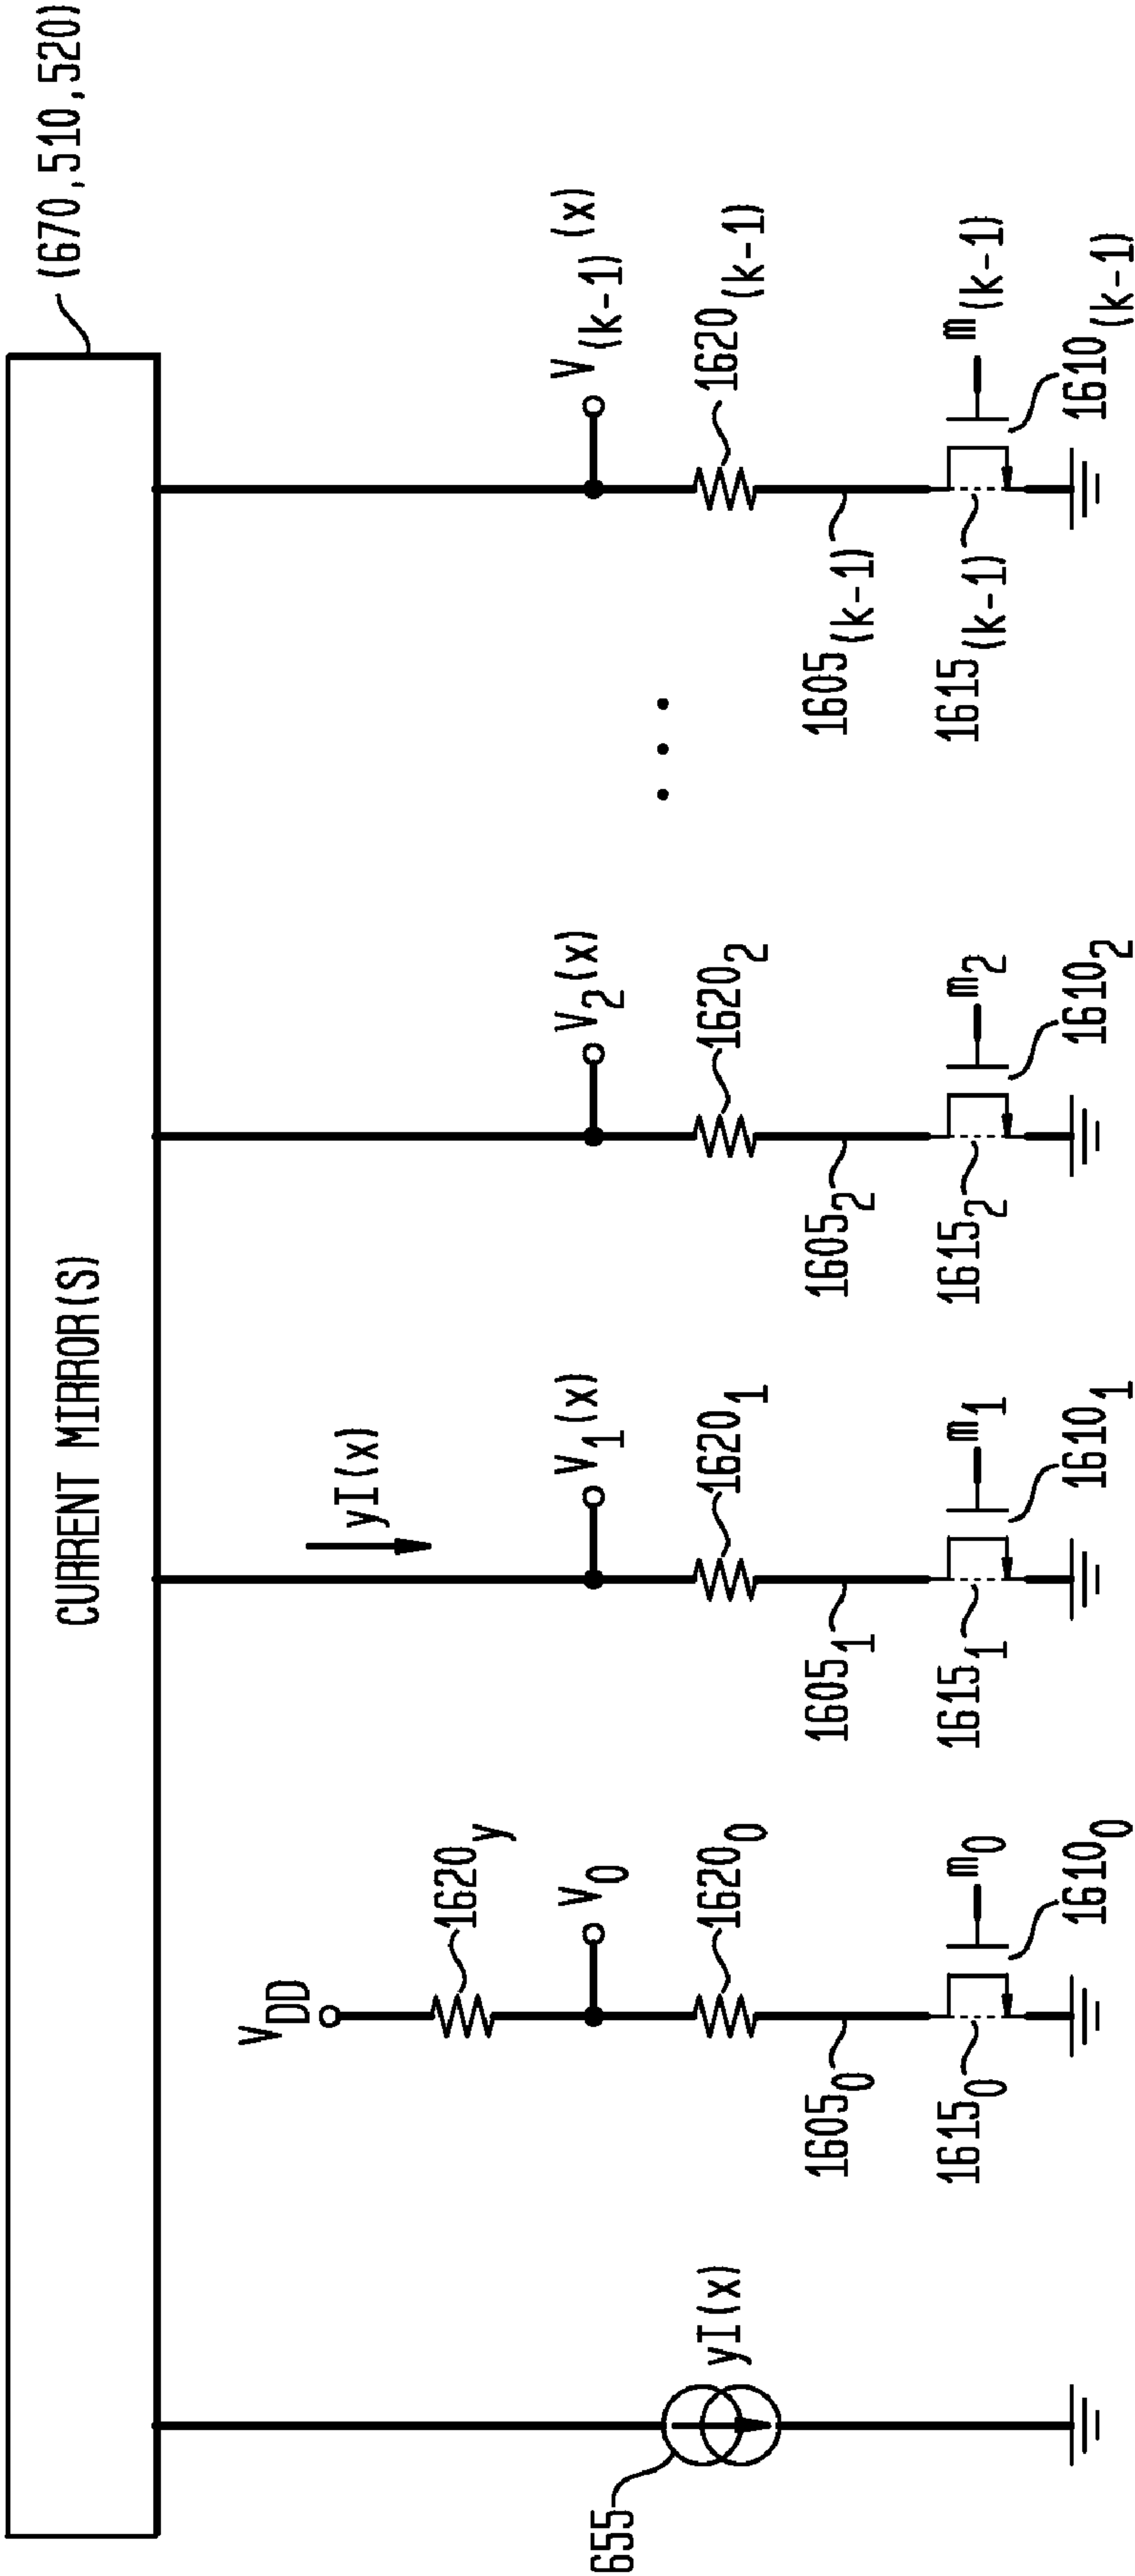 (670,510,520)
CURRENT MIRROR(S)
yI(x)
VDD
1620y
V0
V1(x)
V2(x)
V(k-1)(x)
655
yI(x)
16200
16201
16202
1620(k-1)
16050
16051
16052
1605(k-1)
16150
m0
16151
m1
16152
m2
1615(k-1)
m(k-1)
16100
16101
16102
1610(k-1)